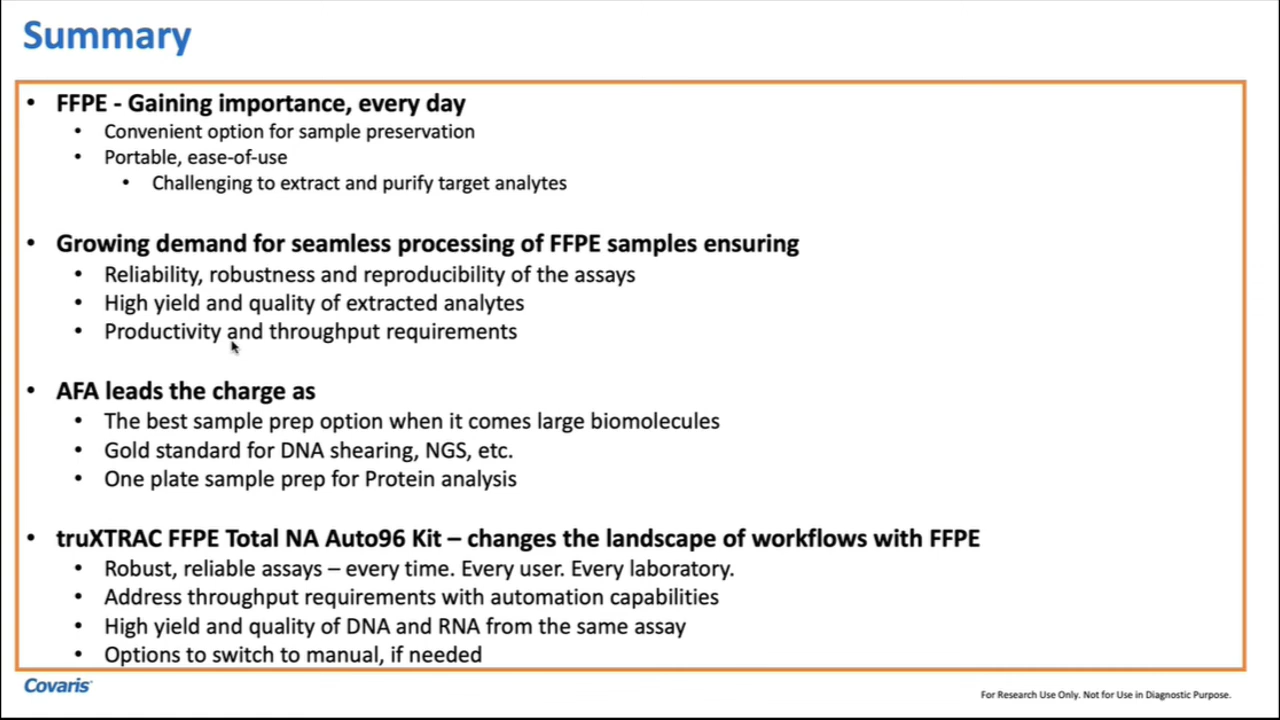 Summary
• FFPE - Gaining importance, every day
• Convenient option for sample preservation
• Portable, ease-of-use
• Challenging to extract and purify target analytes
• Growing demand for seamless processing of FFPE samples ensuring
• Reliability, robustness and reproducibility of the assays
• High yield and quality of extracted analytes
• Productivity and throughput requirements
• AFA leads the charge as
• The best sample prep option when it comes large biomolecules
• Gold standard for DNA shearing, NGS, etc.
• One plate sample prep for Protein analysis
• truXTRAC FFPE Total NA Auto96 Kit – changes the landscape of workflows with FFPE
• Robust, reliable assays – every time. Every user. Every laboratory.
• Address throughput requirements with automation capabilities
• High yield and quality of DNA and RNA from the same assay
• Options to switch to manual, if needed
Covaris
For Research Use Only. Not for Use in Diagnostic Purpose.